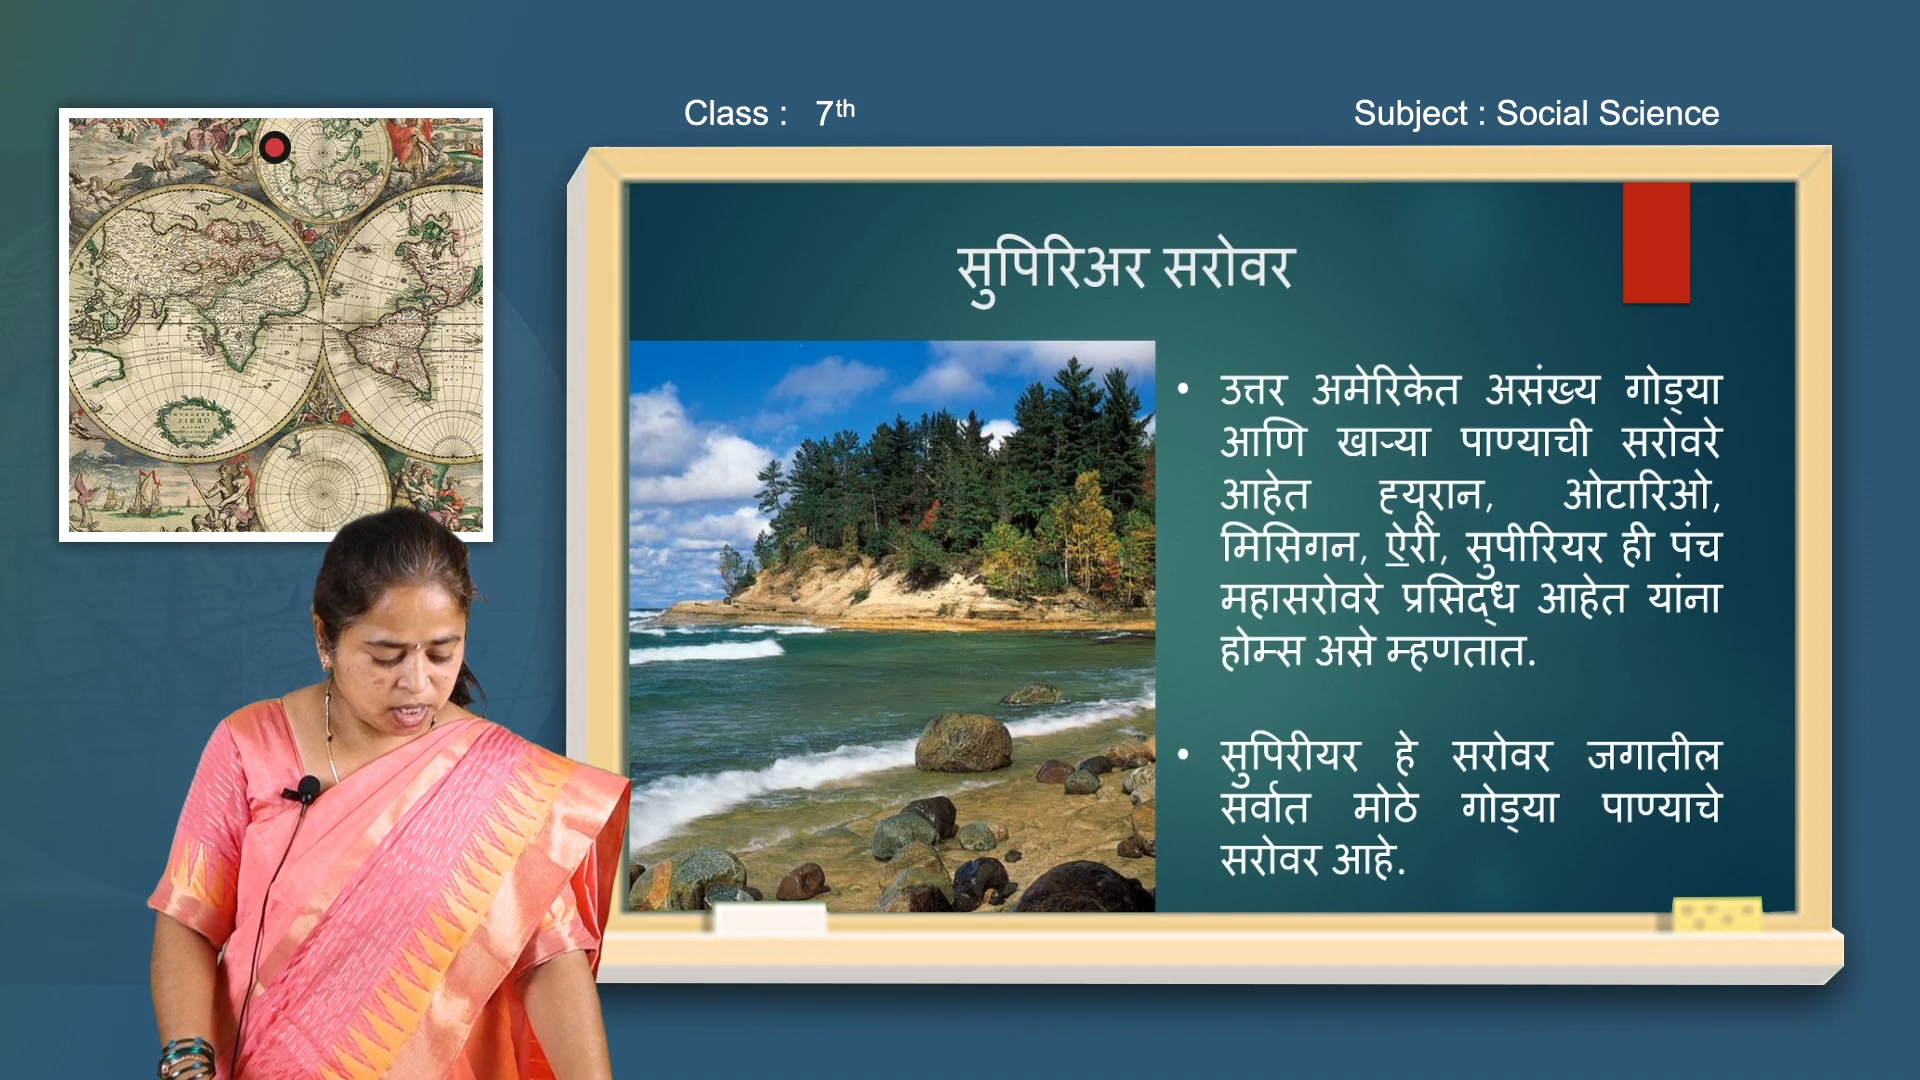 Class : 7th
Subject : Social Science
सुपिरिअर सरोवर
• उत्तर अमेरिकेत असंख्य गोड्या
आणि खाऱ्या पाण्याची सरोवरे
आहेत ह्यूरान, ओटारिओ,
मिसिगन, ऐरी, सुपीरियर ही पंच
महासरोवरे प्रसिद्ध आहेत यांना
होम्स असे म्हणतात.
• सुपिरीयर हे सरोवर जगातील
सर्वात मोठे गोड्या पाण्याचे
सरोवर आहे.